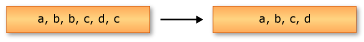 a, b, b, c, d, c
a, b, c, d